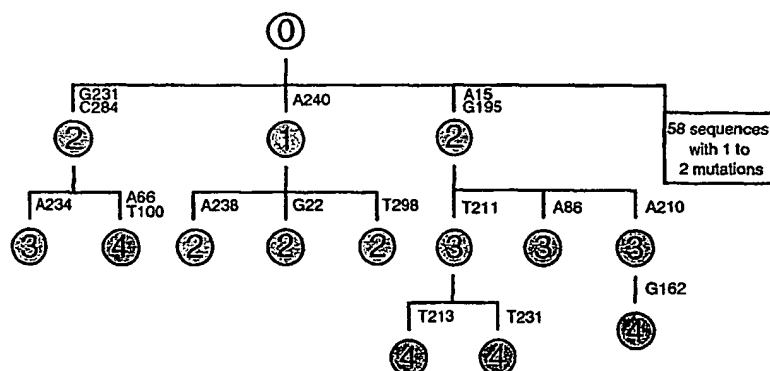 0
G231
C284
A240
A15
G195
2
1
2
58 sequences
with 1 to
2 mutations
A234
A66
T100
A238
G22
T298
T211
A86
A210
3
4
2
2
2
3
3
3
G162
T213
T231
4
4
4